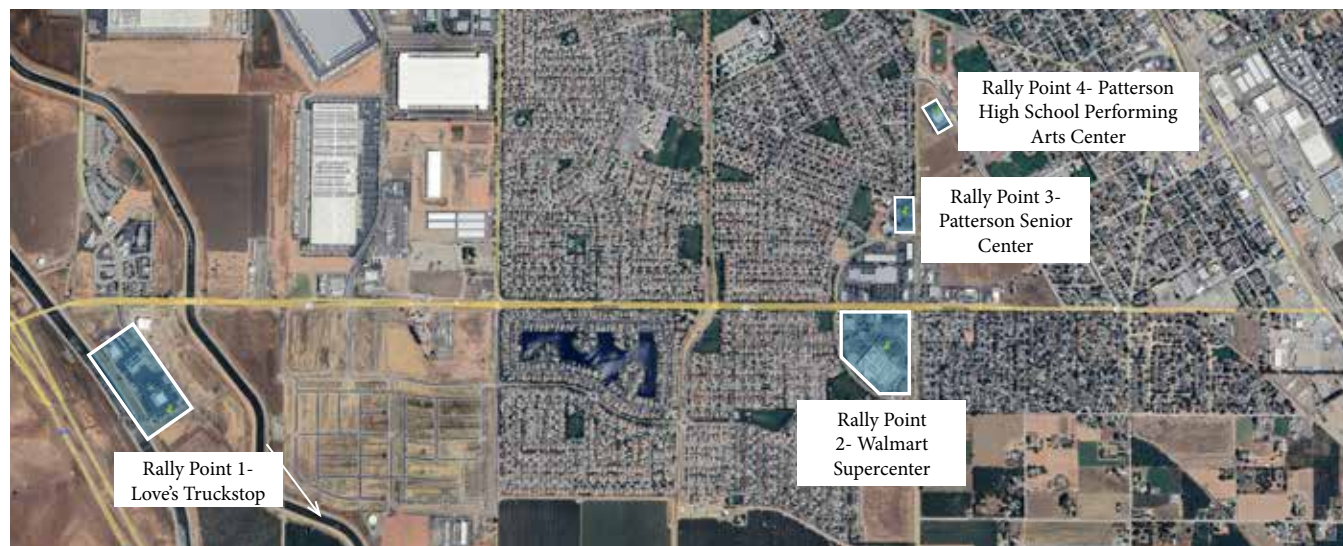 Rally Point 4- Patterson
High School Performing
Arts Center
Rally Point 3-
Patterson Senior
Center
Rally Point
2- Walmart
Supercenter
Rally Point 1-
Love's Truckstop